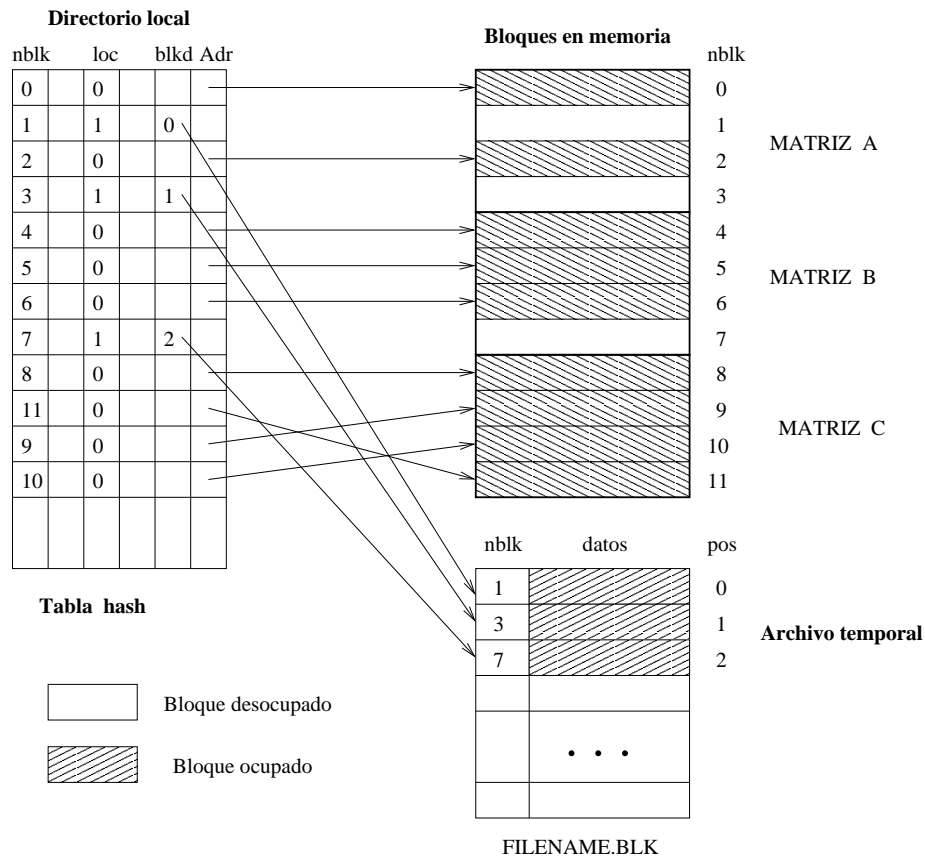 Directorio local
nblk loc blkd Adr
0 0
1 1 0
2 0
3 1 1
4 0
5 0
6 0
7 1 2
8 0
11 0
9 0
10 0
Tabla hash
Bloque desocupado
Bloque ocupado
Bloques en memoria
nblk
0
1
2
3
4
5
6
7
8
9
10
11
MATRIZ A
MATRIZ B
MATRIZ C
nblk datos pos
1 0
3 1
7 2
Archivo temporal
. . .
FILENAME.BLK